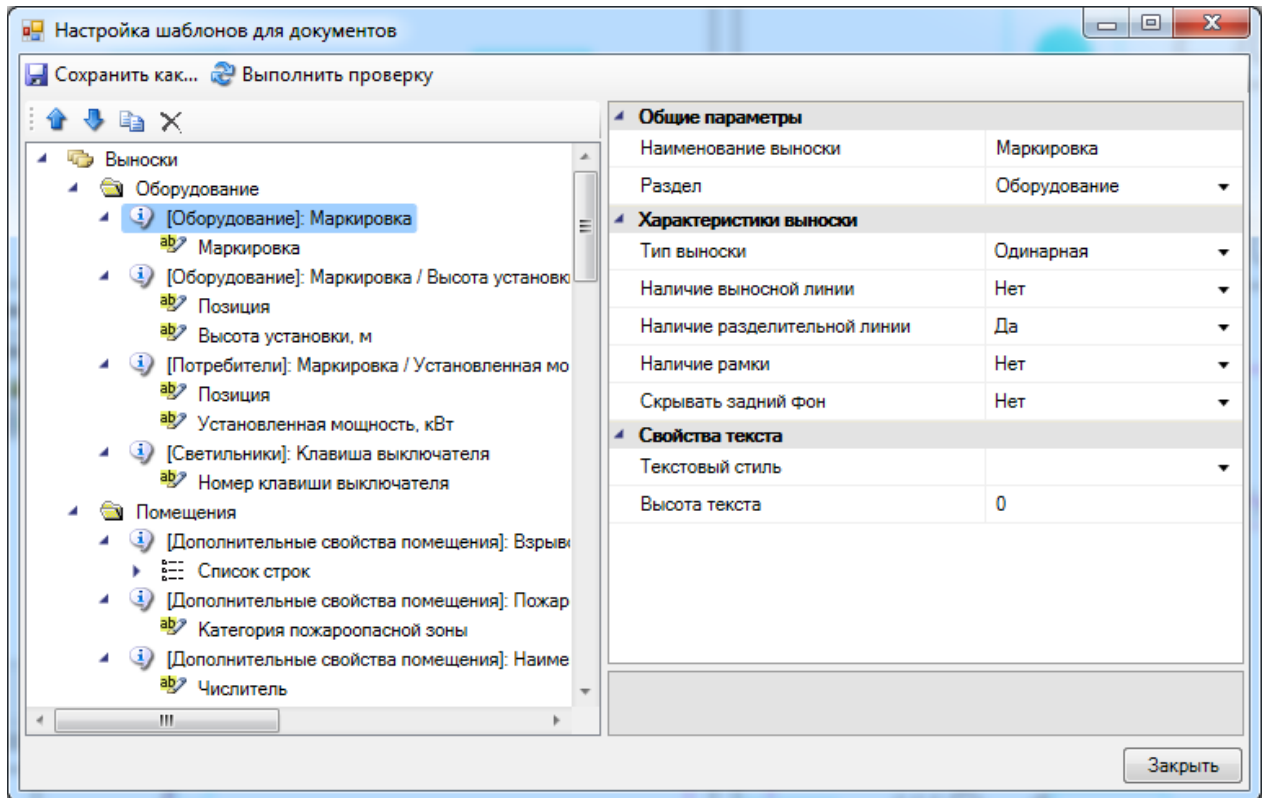 Настройка шаблонов для документов
Сохранить как... Выполнить проверку
Выноски
Оборудование
[Оборудование]: Маркировка
Маркировка
[Оборудование]: Маркировка / Высота установки
Позиция
Высота установки, м
[Потребители]: Маркировка / Установленная мо
Позиция
Установленная мощность, кВт
[Светильники]: Клавиша выключателя
Номер клавиши выключателя
Помещения
[Дополнительные свойства помещения]: Взрыво
Список строк
[Дополнительные свойства помещения]: Пожар
Категория пожароопасной зоны
[Дополнительные свойства помещения]: Наиме
Числитель
Общие параметры
Наименование выноски Маркировка
Раздел Оборудование
Характеристики выноски
Тип выноски Одинарная
Наличие выносной линии Нет
Наличие разделительной линии Да
Наличие рамки Нет
Скрывать задний фон Нет
Свойства текста
Текстовый стиль
Высота текста 0
Закрыть